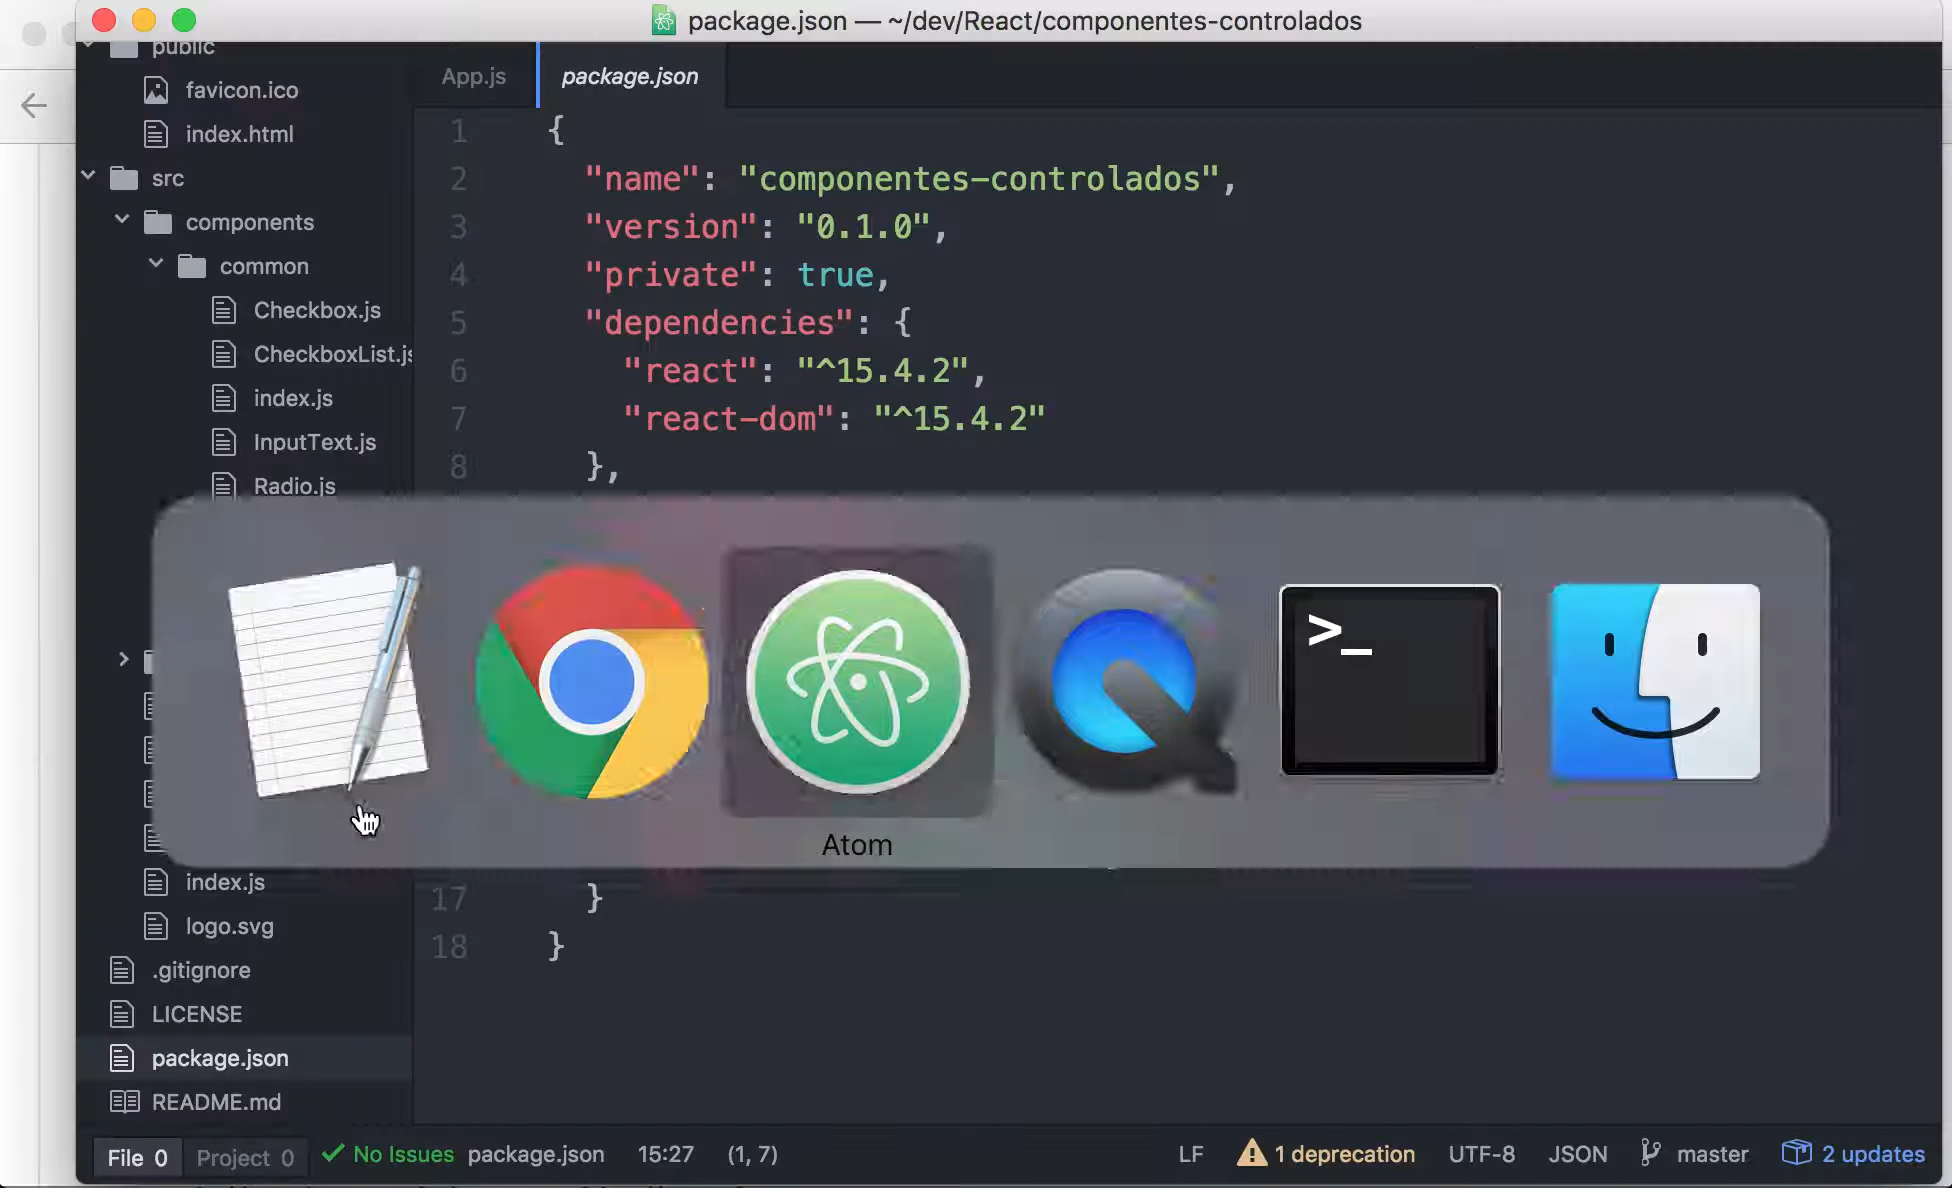 package.json — ~/dev/React/componentes-controlados
public
favicon.ico
index.html
src
components
common
Checkbox.js
CheckboxList.js
index.js
InputText.js
Radio.js
index.js
logo.svg
.gitignore
LICENSE
package.json
README.md
App.js
package.json
1 {
2 "name": "componentes-controlados",
3 "version": "0.1.0",
4 "private": true,
5 "dependencies": {
6 "react": "^15.4.2",
7 "react-dom": "^15.4.2"
8 },
17 }
18 }
>_
Atom
File 0 Project 0 No Issues package.json 15:27 (1, 7) LF 1 deprecation UTF-8 JSON master 2 updates